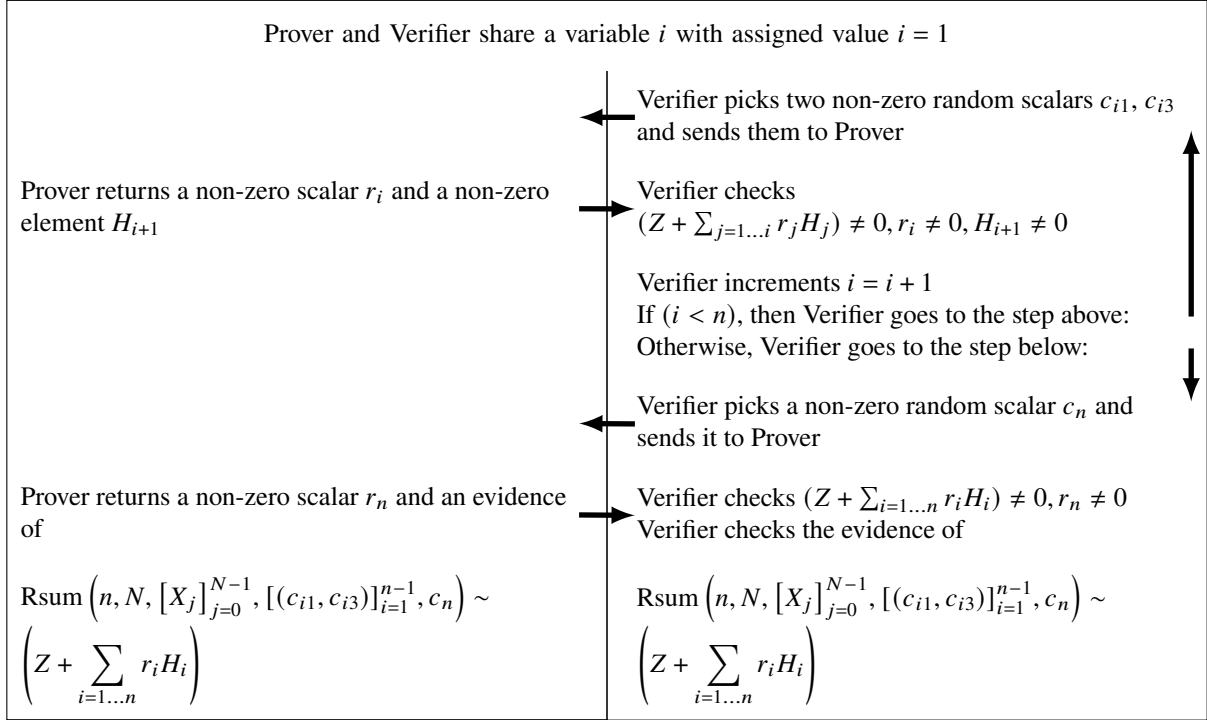 Prover and Verifier share a variable i with assigned value i = 1
Verifier picks two non-zero random scalars c_{i1}, c_{i3}
and sends them to Prover
Prover returns a non-zero scalar r_i and a non-zero
element H_{i+1}
Verifier checks
(Z + ∑_{j=1...i} r_j H_j) ≠ 0, r_i ≠ 0, H_{i+1} ≠ 0
Verifier increments i = i + 1
If (i < n), then Verifier goes to the step above:
Otherwise, Verifier goes to the step below:
Verifier picks a non-zero random scalar c_n and
sends it to Prover
Prover returns a non-zero scalar r_n and an evidence
of
Verifier checks (Z + ∑_{i=1...n} r_i H_i) ≠ 0, r_n ≠ 0
Verifier checks the evidence of
Rsum (n, N, [X_j]_{j=0}^{N-1}, [(c_{i1}, c_{i3})]_{i=1}^{n-1}, c_n) ∼
(Z + ∑_{i=1...n} r_i H_i)
Rsum (n, N, [X_j]_{j=0}^{N-1}, [(c_{i1}, c_{i3})]_{i=1}^{n-1}, c_n) ∼
(Z + ∑_{i=1...n} r_i H_i)